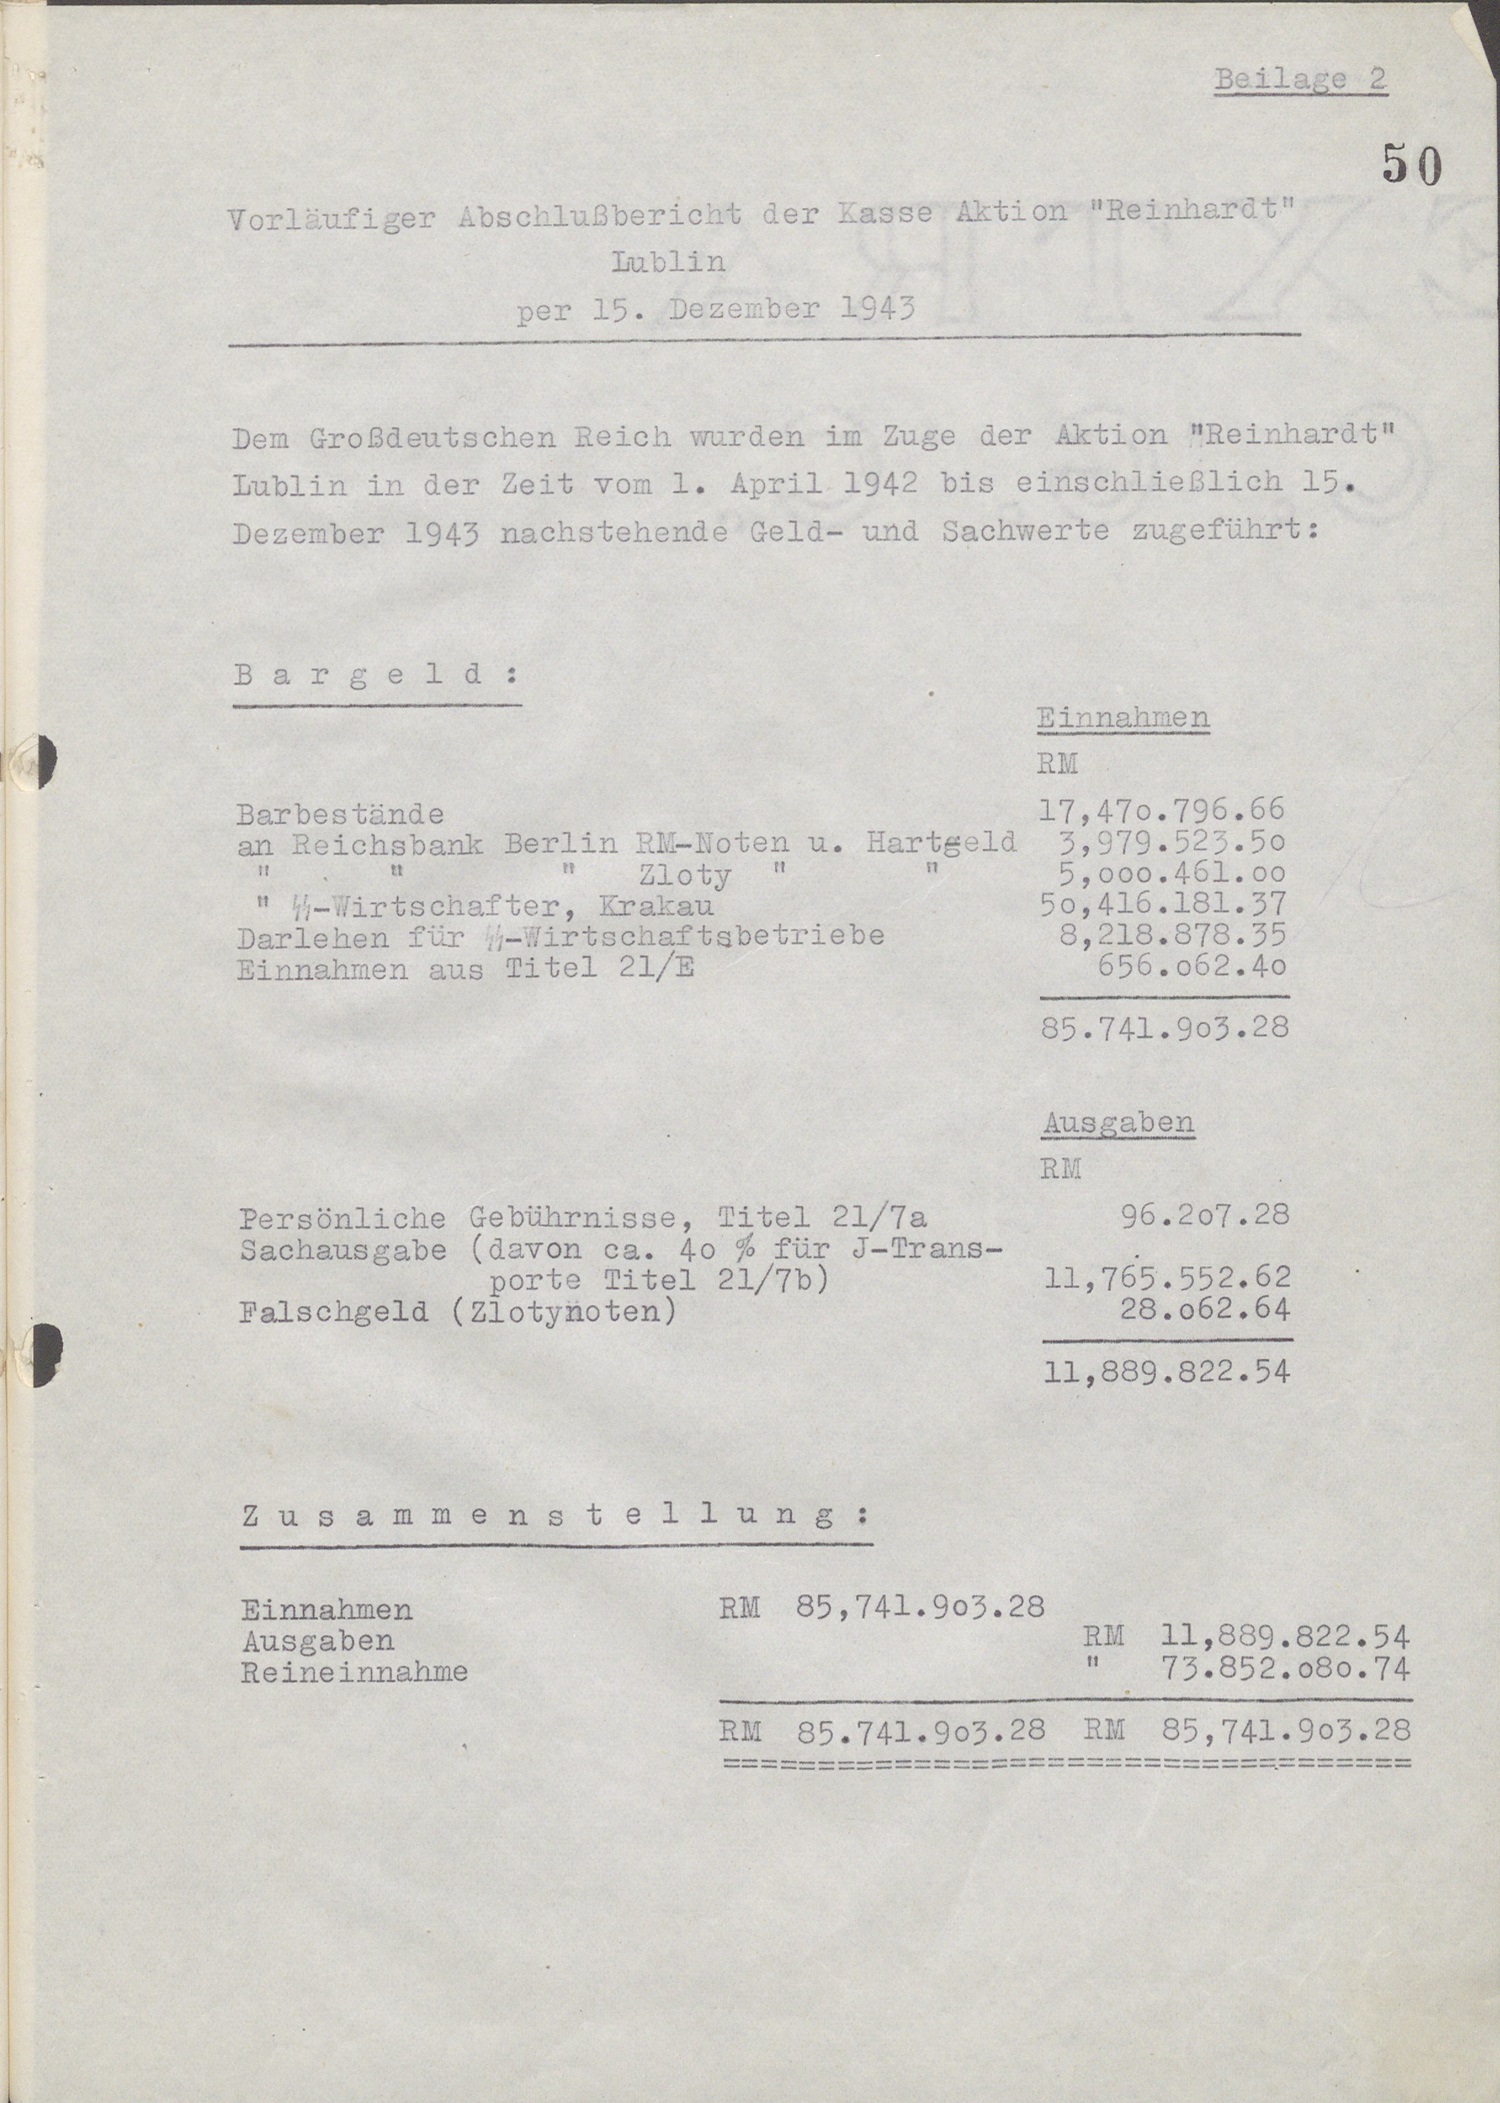 Beilage 2
50
Vorläufiger Abschlußbericht der Kasse Aktion "Reinhardt"
Lublin
per 15. Dezember 1943
Dem Großdeutschen Reich wurden im Zuge der Aktion "Reinhardt"
Lublin in der Zeit vom 1. April 1942 bis einschließlich 15.
Dezember 1943 nachstehende Geld- und Sachwerte zugeführt:
B a r g e l d :
Einnahmen
RM
Barbestände 17,47o.796.66
an Reichsbank Berlin RM-Noten u. Hartgeld 3,979.523.5o
" " " Zloty " " 5,ooo.461.oo
" ᛋᛋ-Wirtschafter, Krakau 5o,416.181.37
Darlehen für ᛋᛋ-Wirtschaftsbetriebe 8,218.878.35
Einnahmen aus Titel 21/E 656.o62.4o
85.741.9o3.28
Ausgaben
RM
Persönliche Gebührnisse, Titel 21/7a 96.2o7.28
Sachausgabe (davon ca. 4o % für J-Trans-
porte Titel 21/7b) 11,765.552.62
Falschgeld (Zlotynoten) 28.o62.64
11,889.822.54
Z u s a m m e n s t e l l u n g :
Einnahmen RM 85,741.9o3.28
Ausgaben RM 11,889.822.54
Reineinnahme " 73.852.o8o.74
RM 85.741.9o3.28 RM 85,741.9o3.28
====================================